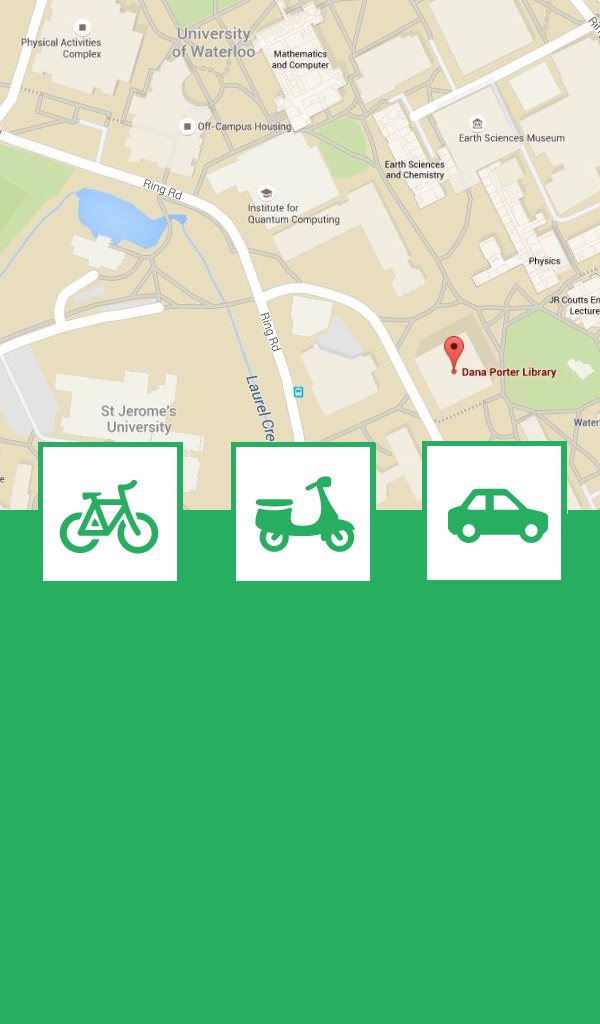 University
of Waterloo
Physical Activities
Complex
Mathematics
and Computer
Off-Campus Housing
Earth Sciences Museum
Earth Sciences
and Chemistry
Ring Rd
Institute for
Quantum Computing
Physics
JR Coutts En
Lecture
Ring Rd
Dana Porter Library
Laurel Cre
St Jerome's
University
Water